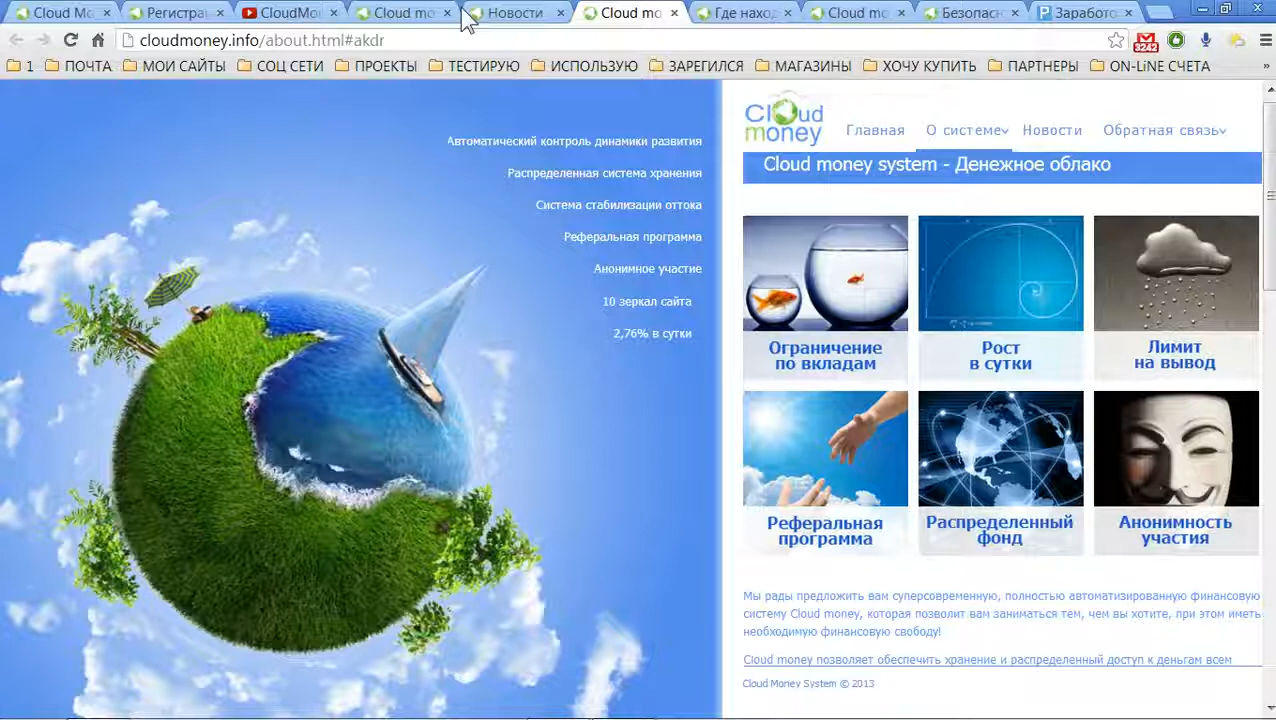 Cloud Mo
Регистра
CloudMo
Cloud mo
Новости
Cloud mo
Где наход
Cloud mo
Безопасн
Заработо
cloudmoney.info/about.html#akdr
3242
1
ПОЧТА
МОИ САЙТЫ
СОЦ СЕТИ
ПРОЕКТЫ
ТЕСТИРУЮ
ИСПОЛЬЗУЮ
ЗАРЕГИЛСЯ
МАГАЗИНЫ
ХОЧУ КУПИТЬ
ПАРТНЕРЫ
ON-LiNE СЧЕТА
»
Автоматический контроль динамики развития
Распределенная система хранения
Система стабилизации оттока
Реферальная программа
Анонимное участие
10 зеркал сайта
2,76% в сутки
Cloud
money
Главная
О системе
Новости
Обратная связь
Cloud money system - Денежное облако
Ограничение
по вкладам
Рост
в сутки
Лимит
на вывод
Реферальная
программа
Распределенный
фонд
Анонимность
участия
Мы рады предложить вам суперсовременную, полностью автоматизированную финансовую
систему Cloud money, которая позволит вам заниматься тем, чем вы хотите, при этом иметь
необходимую финансовую свободу!
Cloud money позволяет обеспечить хранение и распределенный доступ к деньгам всем
Cloud Money System © 2013